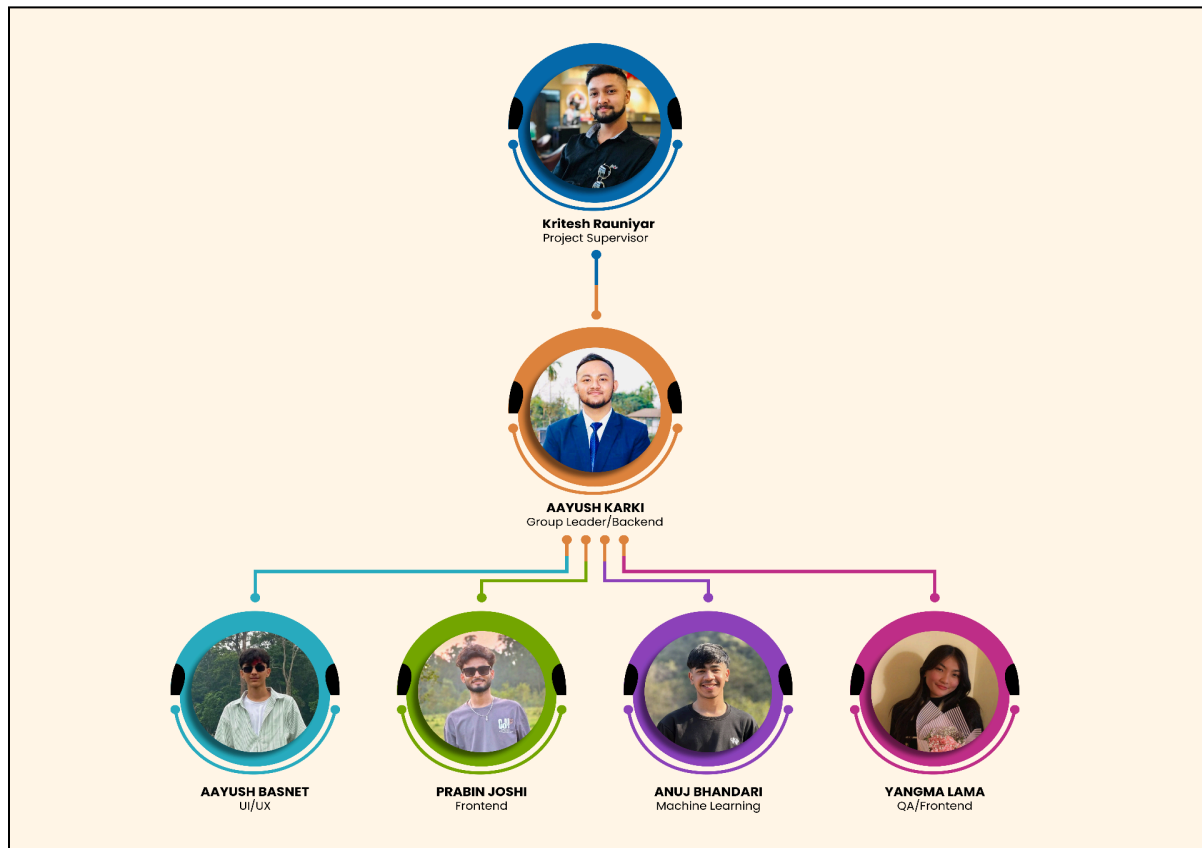 Kritesh Rauniyar
Project Supervisor
AAYUSH KARKI
Group Leader/Backend
AAYUSH BASNET
UI/UX
PRABIN JOSHI
Frontend
ANUJ BHANDARI
Machine Learning
YANGMA LAMA
QA/Frontend